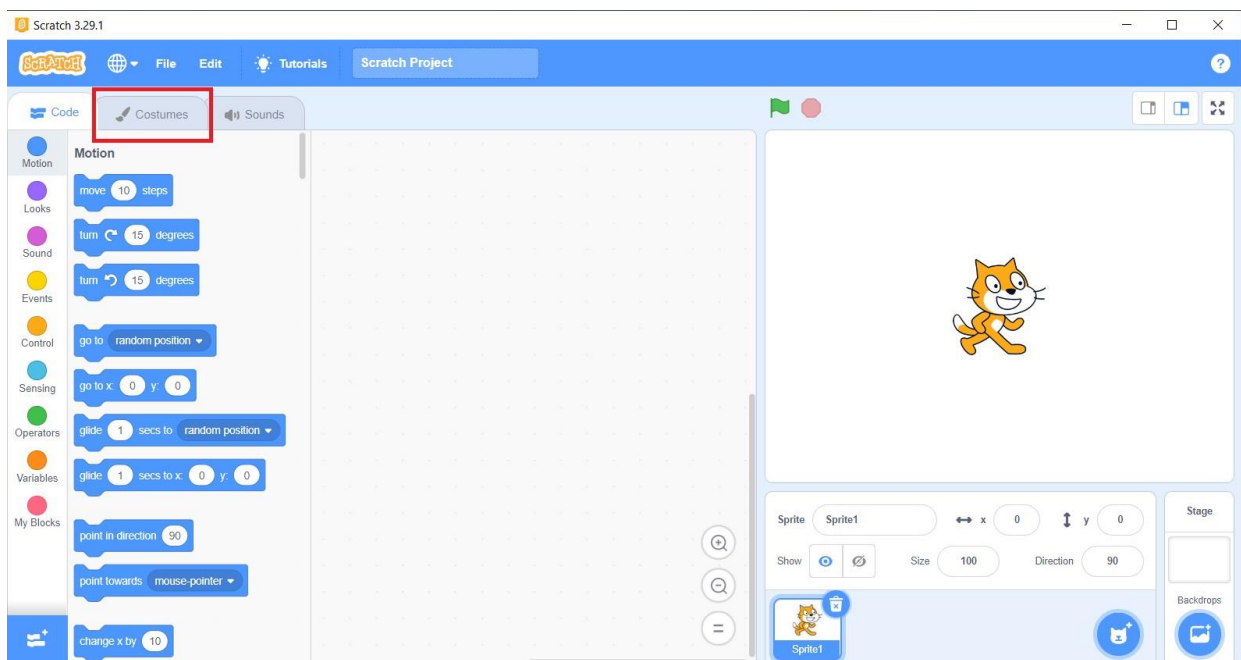 Scratch 3.29.1
SCRATCH File Edit Tutorials Scratch Project ?
Code Costumes Sounds
Motion
Looks
Sound
Events
Control
Sensing
Operators
Variables
My Blocks
Motion
move 10 steps
turn 15 degrees
turn 15 degrees
go to random position
go to x: 0 y: 0
glide 1 secs to random position
glide 1 secs to x: 0 y: 0
point in direction 90
point towards mouse-pointer
change x by 10
Sprite Sprite1 x 0 y 0
Show Size 100 Direction 90
Sprite1
Stage
Backdrops